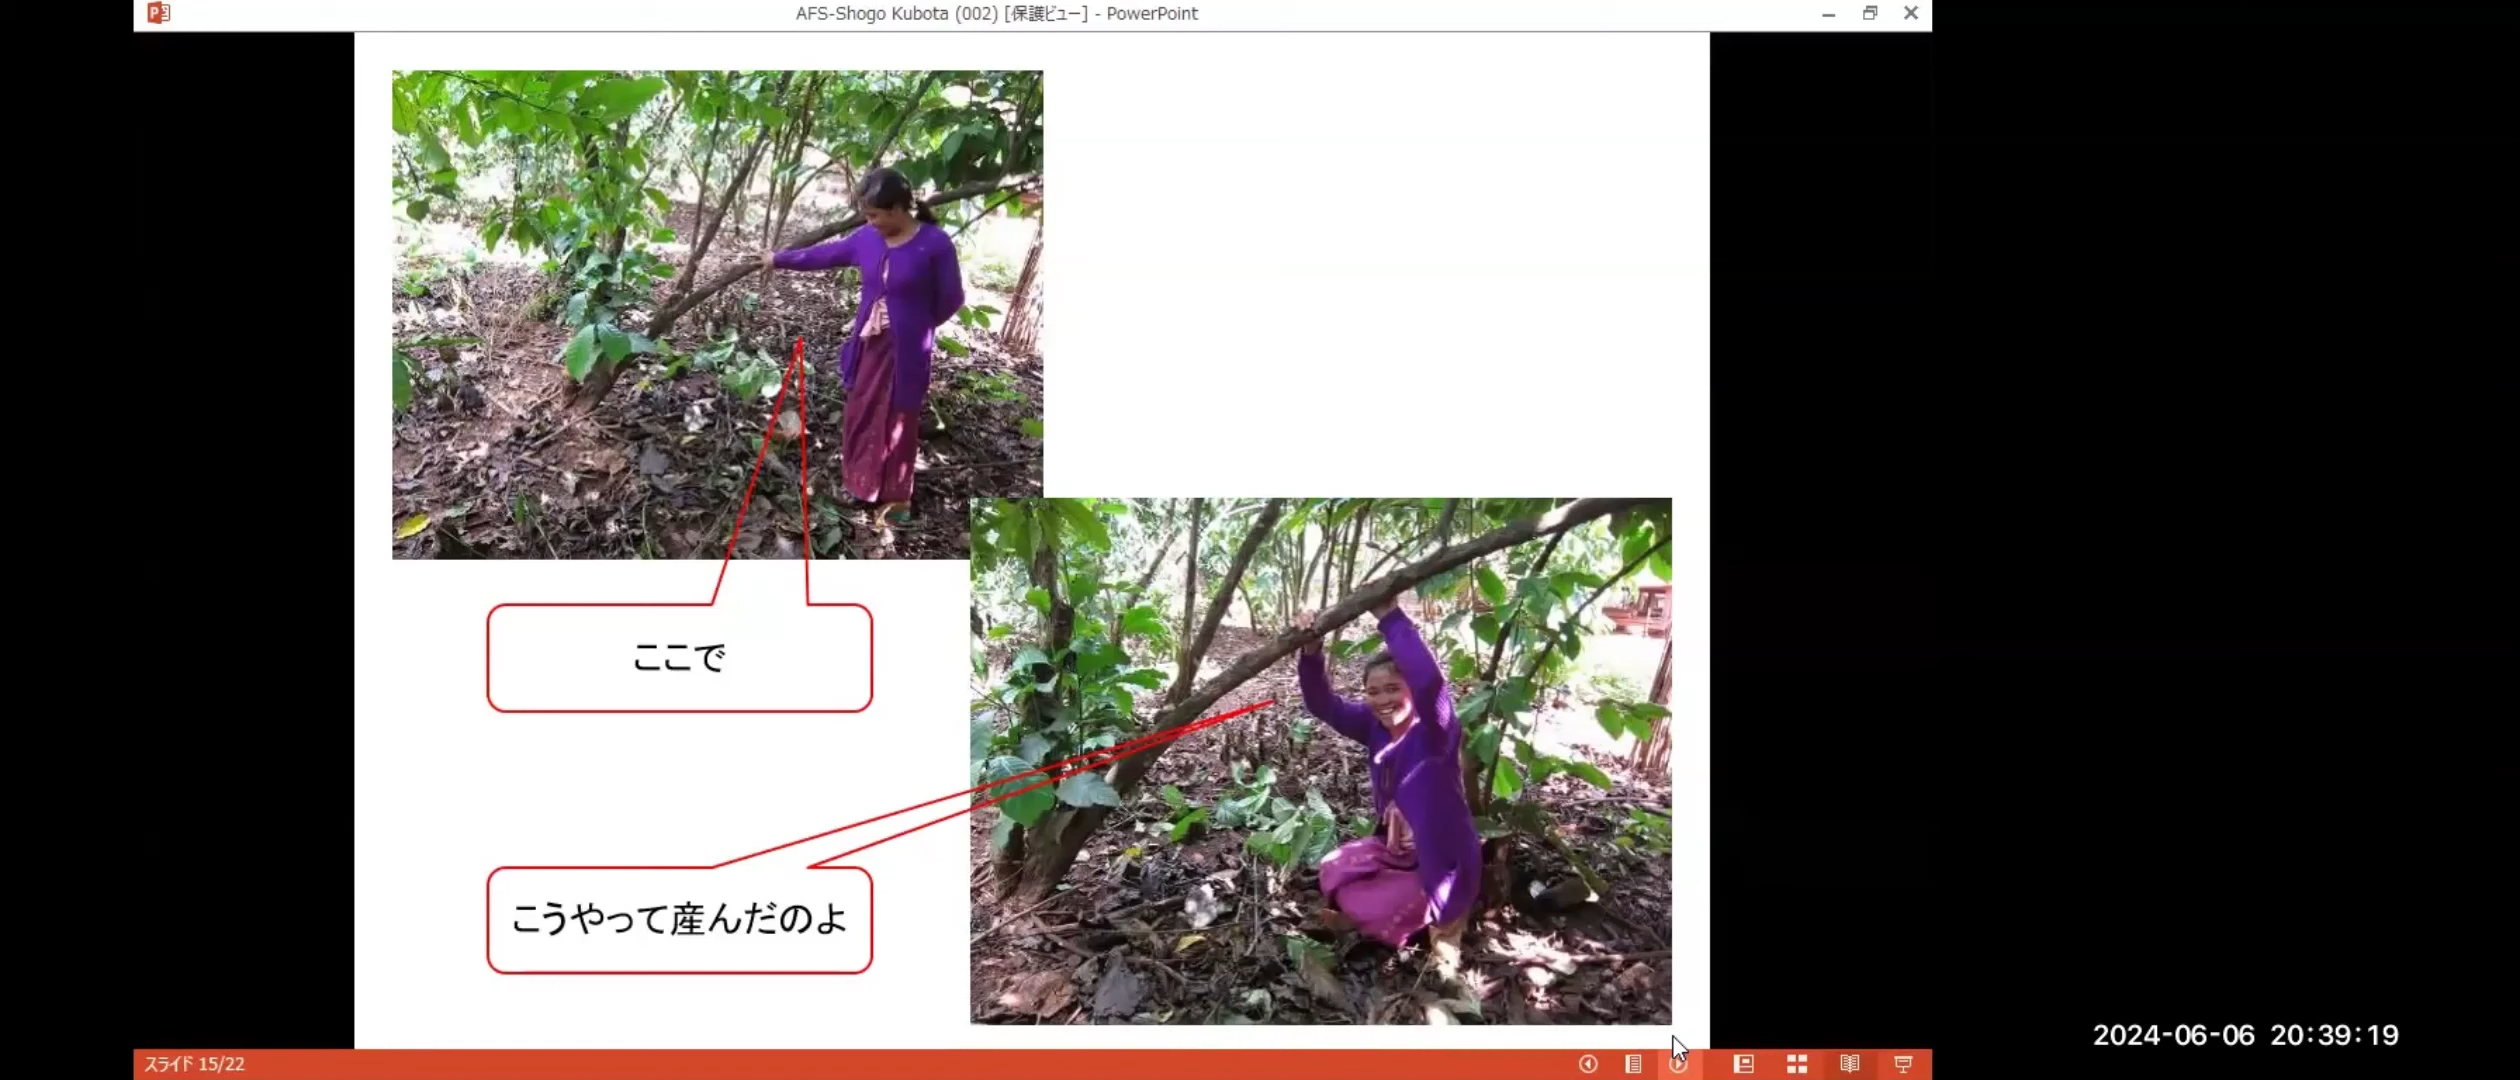 AFS-Shogo Kubota (002) [保護ビュー] - PowerPoint
ここで
こうやって産んだのよ
スライド 15/22
2024-06-06 20:39:19